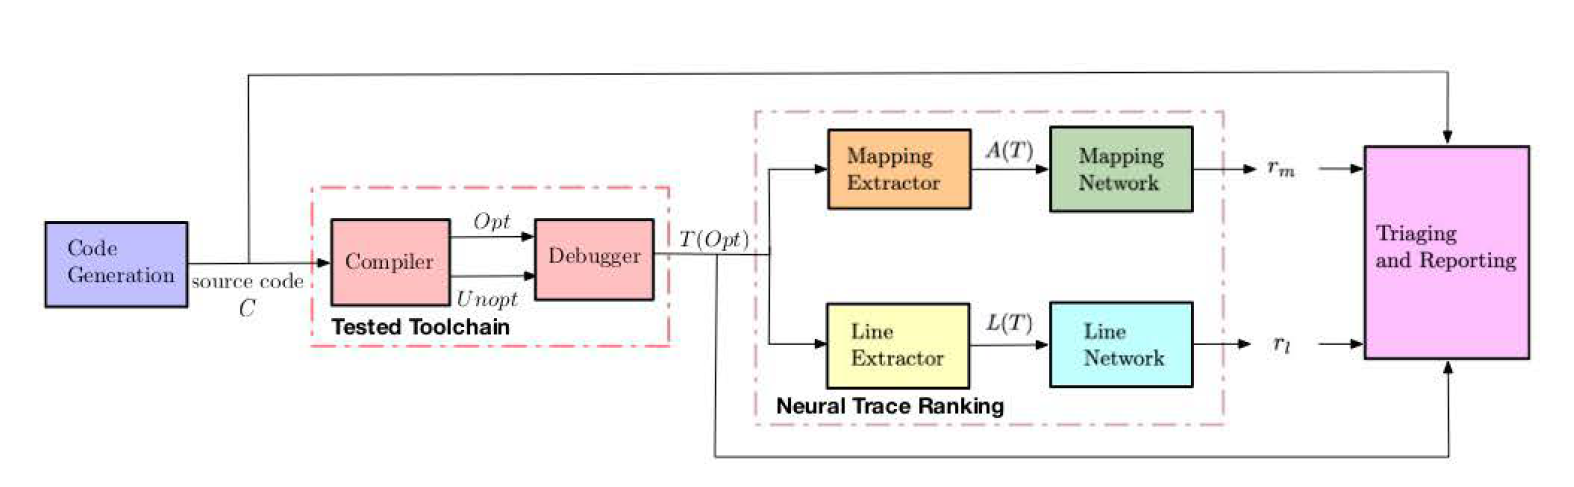 Code
Generation
source code
C
Compiler
Opt
Unopt
Debugger
Tested Toolchain
T(Opt)
Mapping
Extractor
A(T)
Mapping
Network
r_m
Line
Extractor
L(T)
Line
Network
r_l
Neural Trace Ranking
Triaging
and Reporting